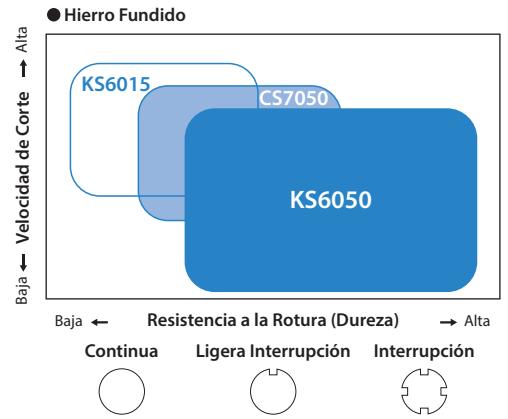 ● Hierro Fundido
Baja ← Velocidad de Corte → Alta
KS6015
CS7050
KS6050
Baja ← Resistencia a la Rotura (Dureza) → Alta
Continua Ligera Interrupción Interrupción